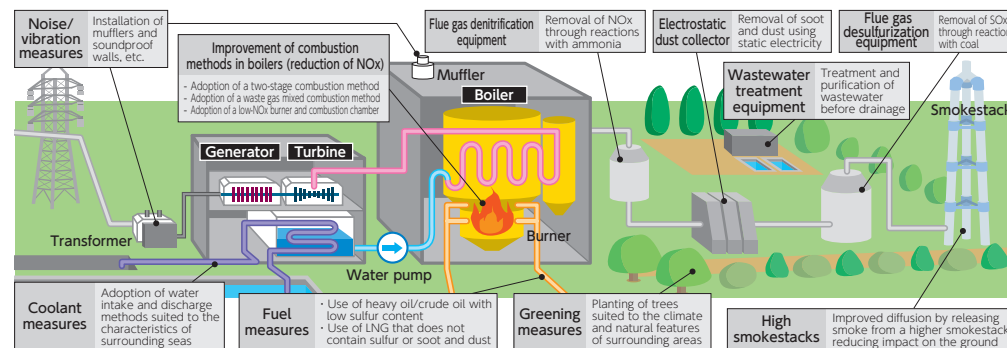 Noise/
vibration
measures
Installation of
mufflers and
soundproof
walls, etc.
Improvement of combustion
methods in boilers (reduction of NOx)
- Adoption of a two-stage combustion method
- Adoption of a waste gas mixed combustion method
- Adoption of a low-NOx burner and combustion chamber
Flue gas denitrification
equipment
Removal of NOx
through reactions
with ammonia
Electrostatic
dust collector
Removal of soot
and dust using
static electricity
Flue gas
desulfurization
equipment
Removal of SOx
through reaction
with coal
Muffler
Boiler
Wastewater
treatment
equipment
Treatment and
purification of
wastewater
before drainage
Smokestack
Generator
Turbine
Transformer
Water pump
Burner
Coolant
measures
Adoption of water
intake and discharge
methods suited to the
characteristics of
surrounding seas
Fuel
measures
· Use of heavy oil/crude oil with
low sulfur content
· Use of LNG that does not
contain sulfur or soot and dust
Greening
measures
Planting of trees
suited to the climate
and natural features
of surrounding areas
High
smokestacks
Improved diffusion by releasing
smoke from a higher smokestack
reducing impact on the ground